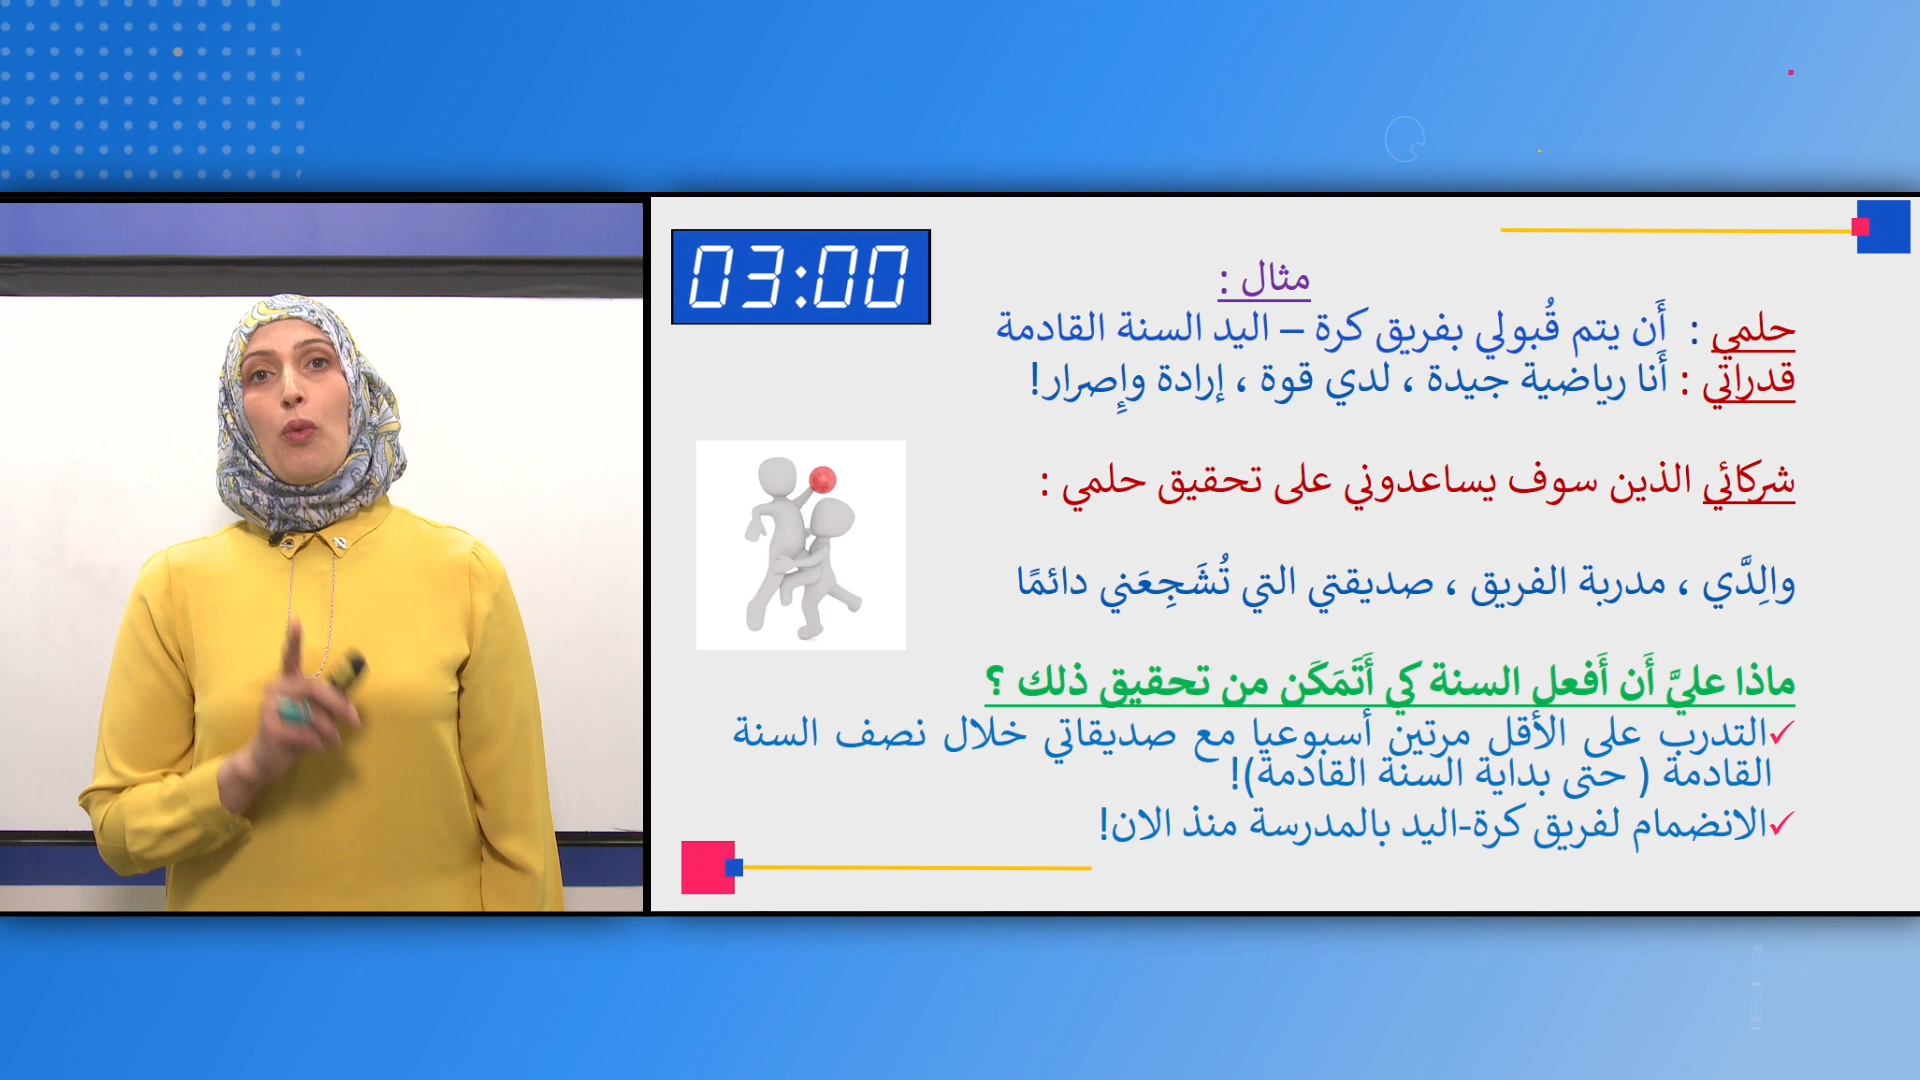 03:00
مثال :
حلمي : أَن يتم قُبولي بفريق كرة – اليد السنة القادمة
قدراتي : أَنا رياضية جيدة ، لدي قوة ، إرادة وإِصرار!
شركائي الذين سوف يساعدوني على تحقيق حلمي :
والِدَّي ، مدربة الفريق ، صديقتي التي تُشَجِعَني دائمًا
ماذا عليَّ أَن أَفعل السنة كي أَتَمَكَن من تحقيق ذلك ؟
✓التدرب على الأقل مرتين أسبوعيا مع صديقاتي خلال نصف السنة
القادمة ( حتى بداية السنة القادمة)!
✓الانضمام لفريق كرة-اليد بالمدرسة منذ الان!